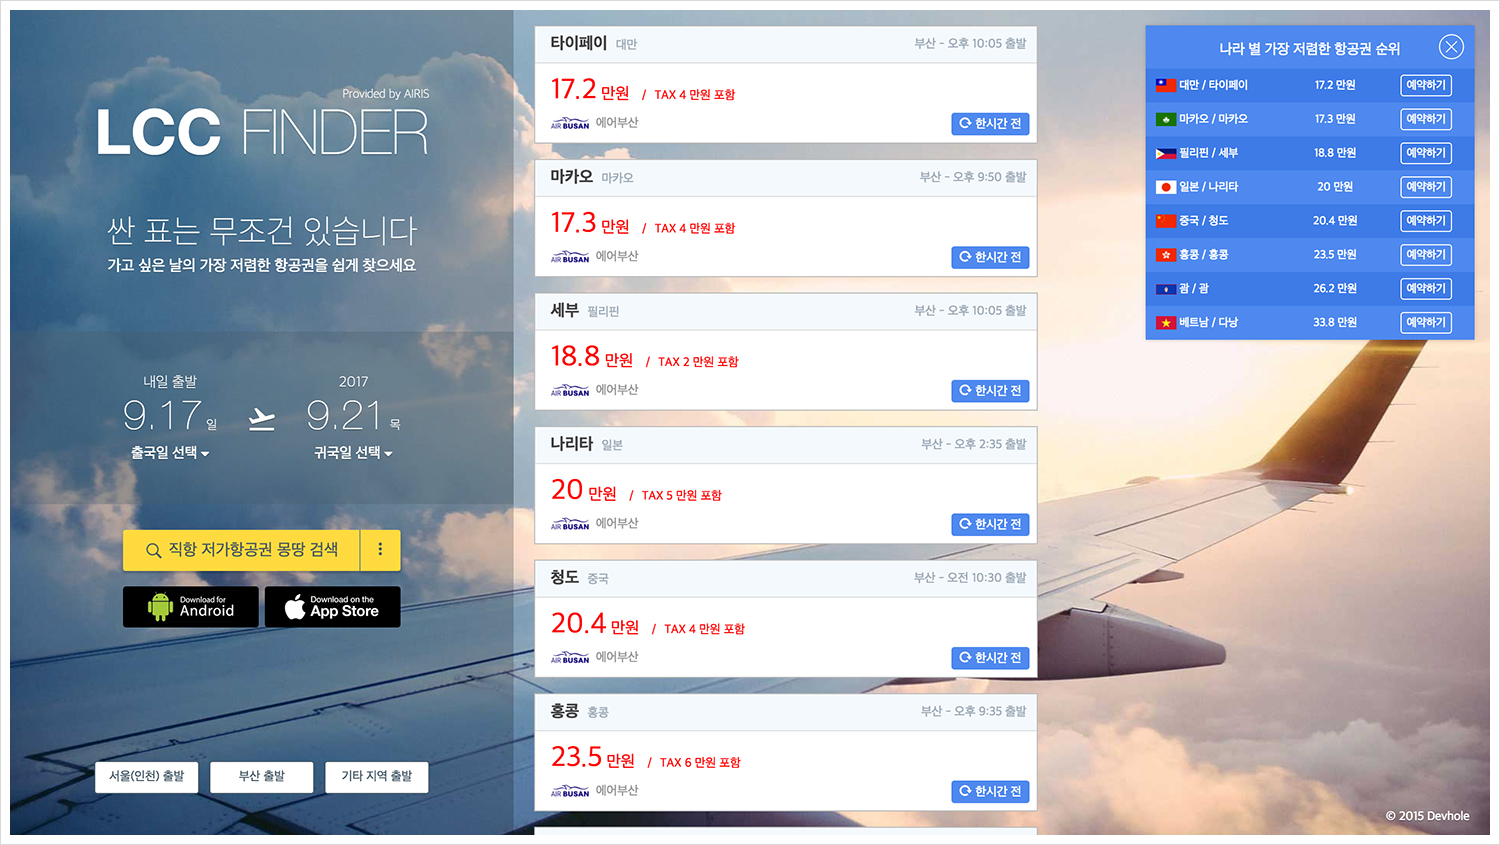 Provided by AIRIS
LCC FINDER
싼 표는 무조건 있습니다
가고 싶은 날의 가장 저렴한 항공권을 쉽게 찾으세요
내일 출발
9.17 일
출국일 선택
2017
9.21 목
귀국일 선택
직항 저가항공권 몽땅 검색
Download for
Android
Download on the
App Store
서울(인천) 출발
부산 출발
기타 지역 출발
타이페이 대만 부산 - 오후 10:05 출발
17.2 만원 / TAX 4 만원 포함
AIR BUSAN 에어부산 한시간 전
마카오 마카오 부산 - 오후 9:50 출발
17.3 만원 / TAX 4 만원 포함
AIR BUSAN 에어부산 한시간 전
세부 필리핀 부산 - 오후 10:05 출발
18.8 만원 / TAX 2 만원 포함
AIR BUSAN 에어부산 한시간 전
나리타 일본 부산 - 오후 2:35 출발
20 만원 / TAX 5 만원 포함
AIR BUSAN 에어부산 한시간 전
청도 중국 부산 - 오전 10:30 출발
20.4 만원 / TAX 4 만원 포함
AIR BUSAN 에어부산 한시간 전
홍콩 홍콩 부산 - 오후 9:35 출발
23.5 만원 / TAX 6 만원 포함
AIR BUSAN 에어부산 한시간 전
나라 별 가장 저렴한 항공권 순위
대만 / 타이페이 17.2 만원 예약하기
마카오 / 마카오 17.3 만원 예약하기
필리핀 / 세부 18.8 만원 예약하기
일본 / 나리타 20 만원 예약하기
중국 / 청도 20.4 만원 예약하기
홍콩 / 홍콩 23.5 만원 예약하기
괌 / 괌 26.2 만원 예약하기
베트남 / 다낭 33.8 만원 예약하기
© 2015 Devhole